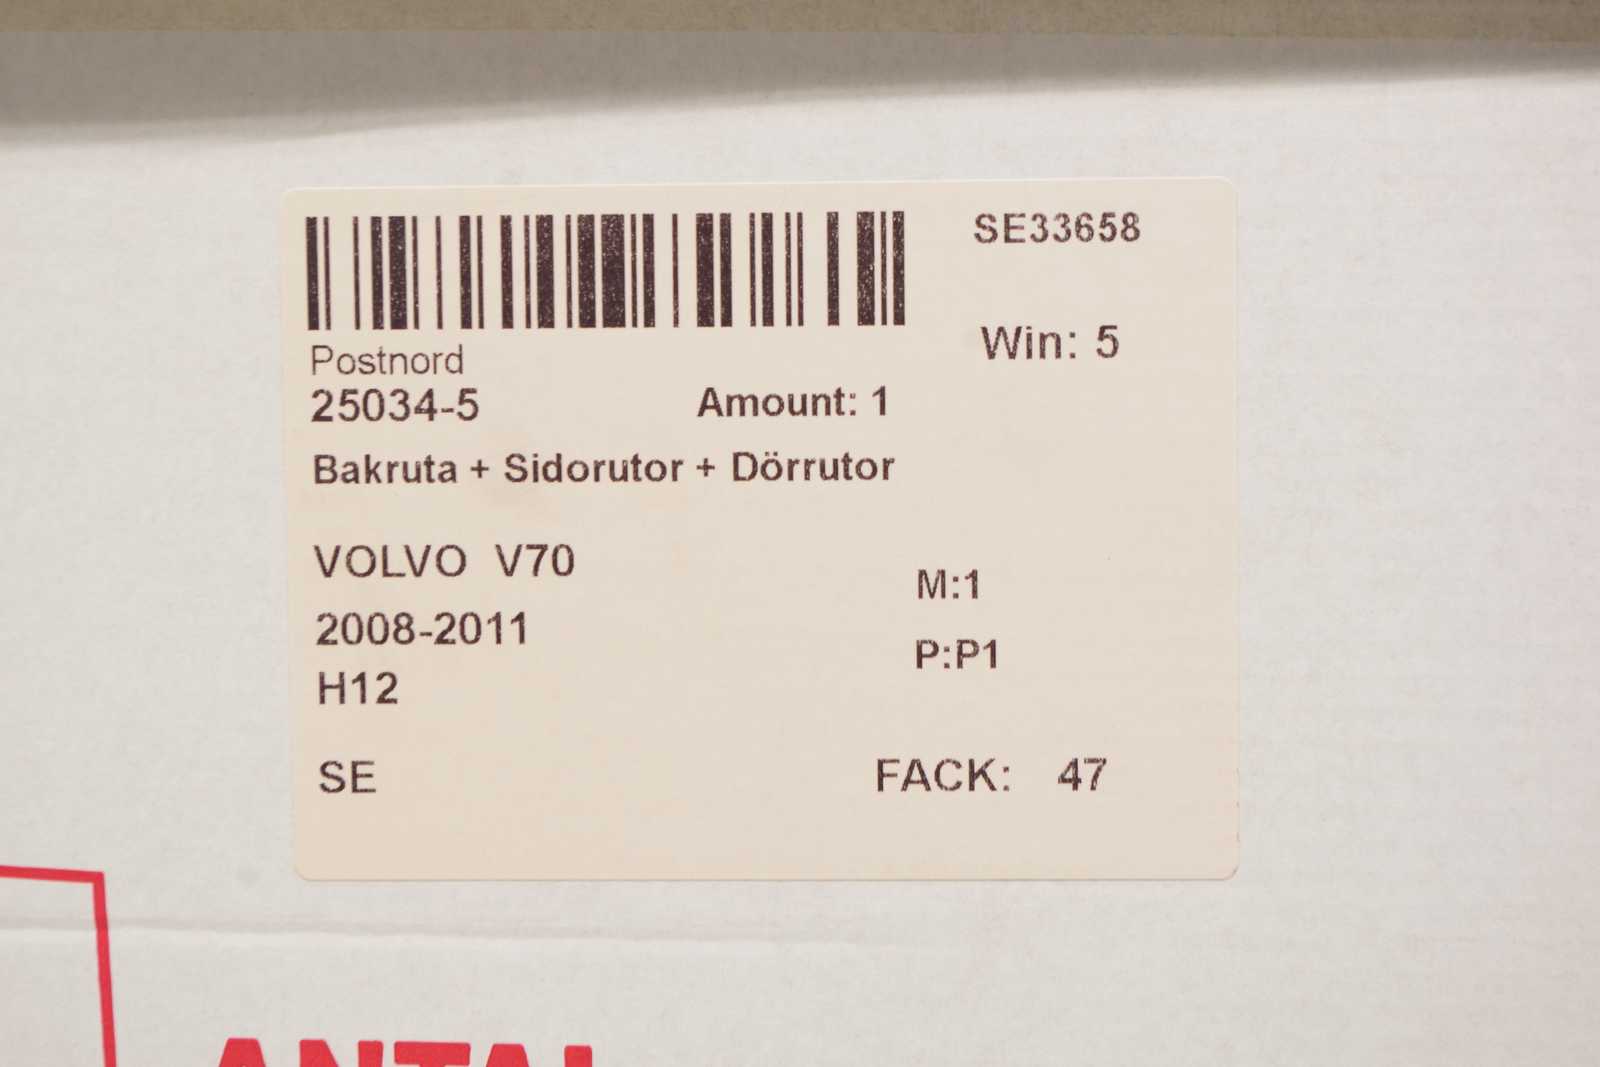 SE33658
Win: 5
Postnord
25034-5 Amount: 1
Bakruta + Sidorutor + Dörrutor
VOLVO V70
M:1
2008-2011
P:P1
H12
SE FACK: 47
ANTAL